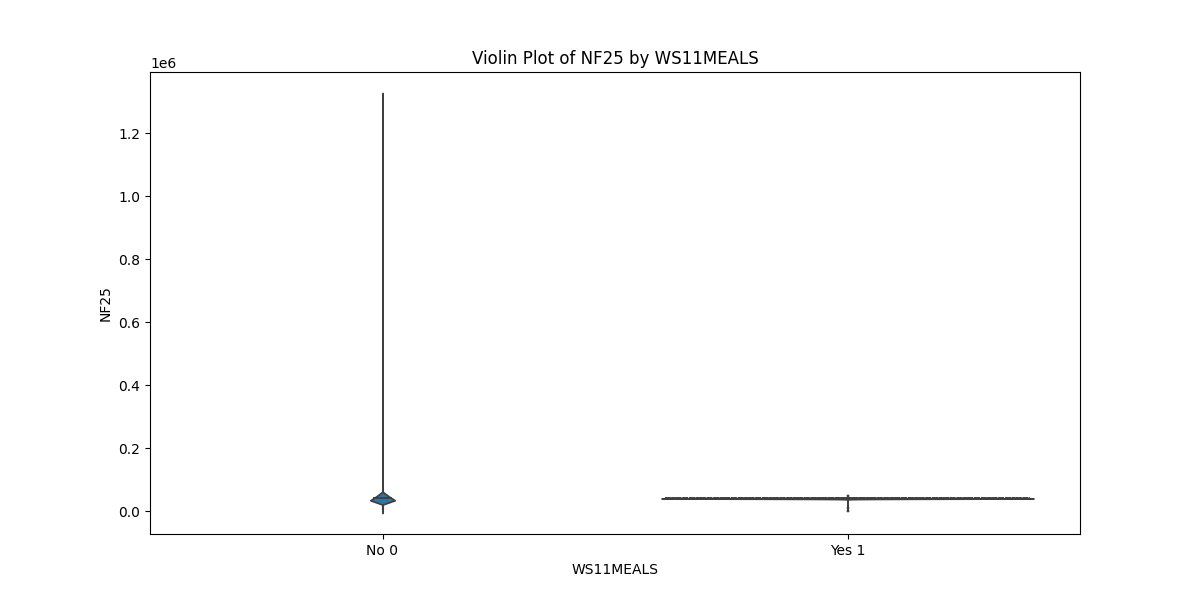 Violin Plot of NF25 by WS11MEALS
1e6
1.2
1.0
0.8
0.6
0.4
0.2
0.0
NF25
No 0
Yes 1
WS11MEALS